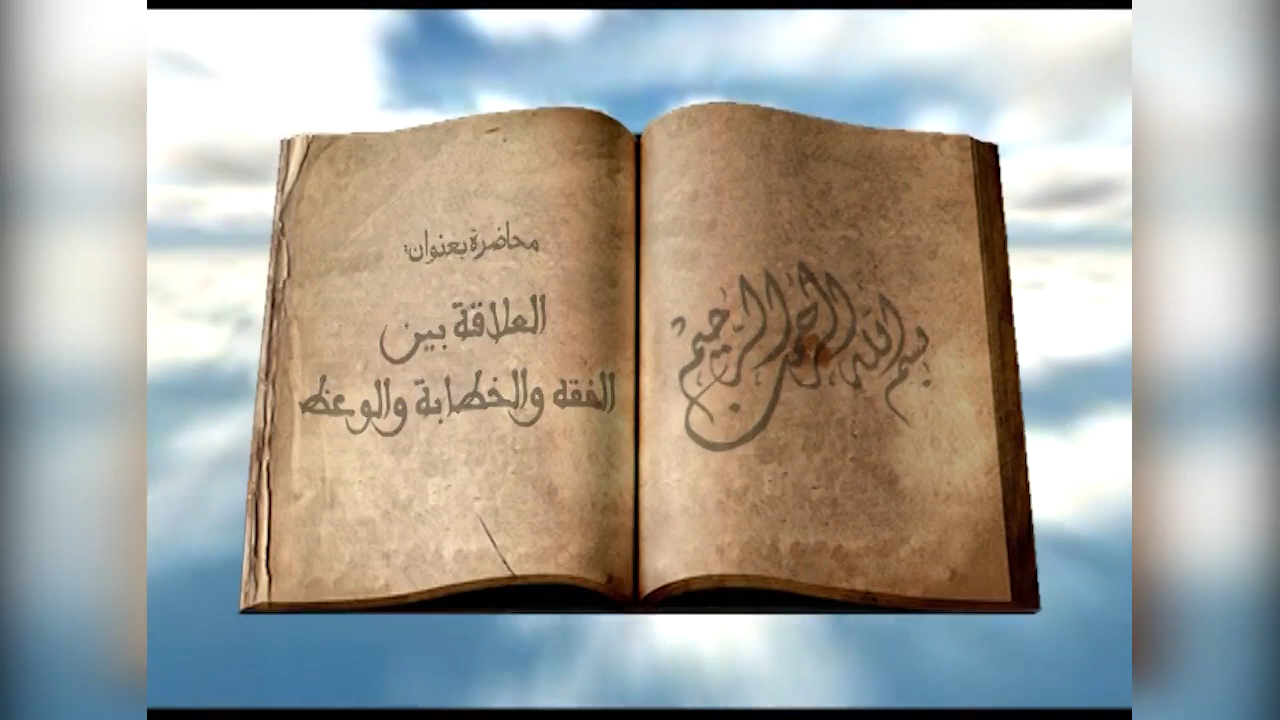 بسم الله الرحمن الرحيم
محاضرة بعنوان:
العلاقة بين
الفقه والخطابة والوعظ